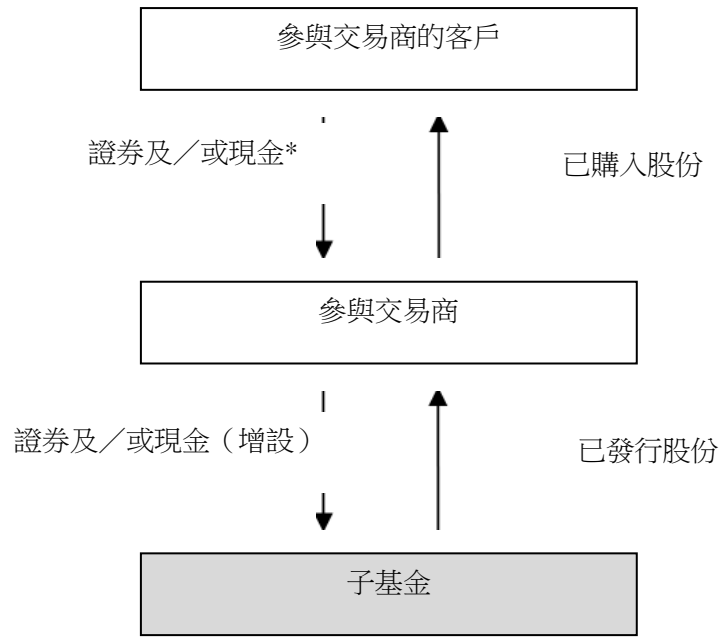 參與交易商的客戶
證券及／或現金*
已購入股份
參與交易商
證券及／或現金（增設）
已發行股份
子基金